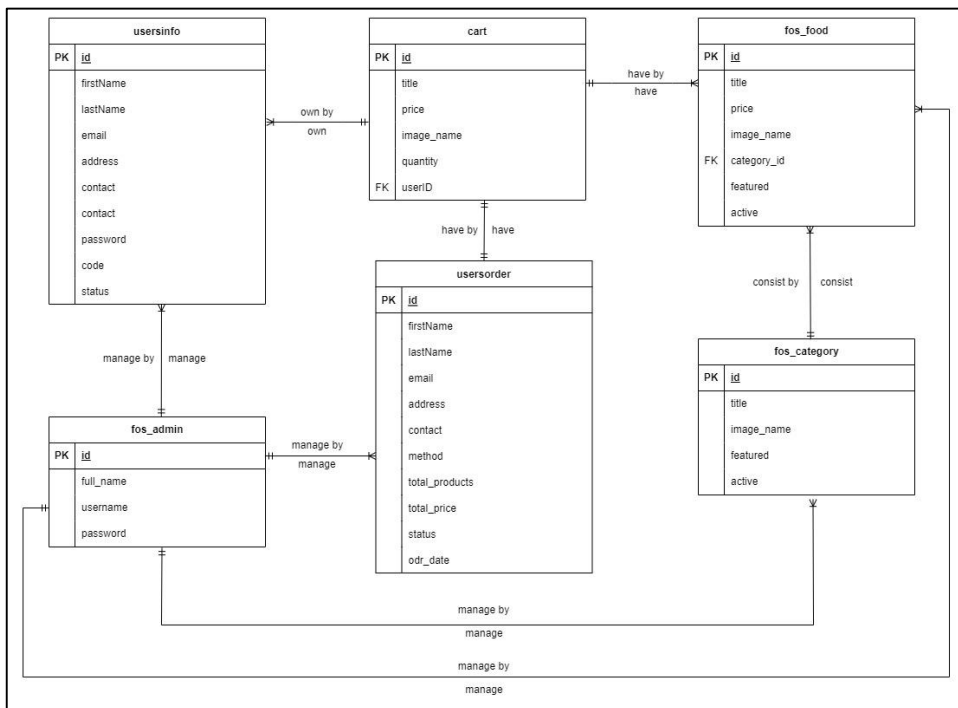 usersinfo
PK id
firstName
lastName
email
address
contact
contact
password
code
status
own by
own
cart
PK id
title
price
image_name
quantity
FK userID
have by
have
fos_food
PK id
title
price
image_name
FK category_id
featured
active
have by have
usersorder
PK id
firstName
lastName
email
address
contact
method
total_products
total_price
status
odr_date
consist by consist
fos_category
PK id
title
image_name
featured
active
manage by manage
fos_admin
PK id
full_name
username
password
manage by
manage
manage by
manage
manage by
manage